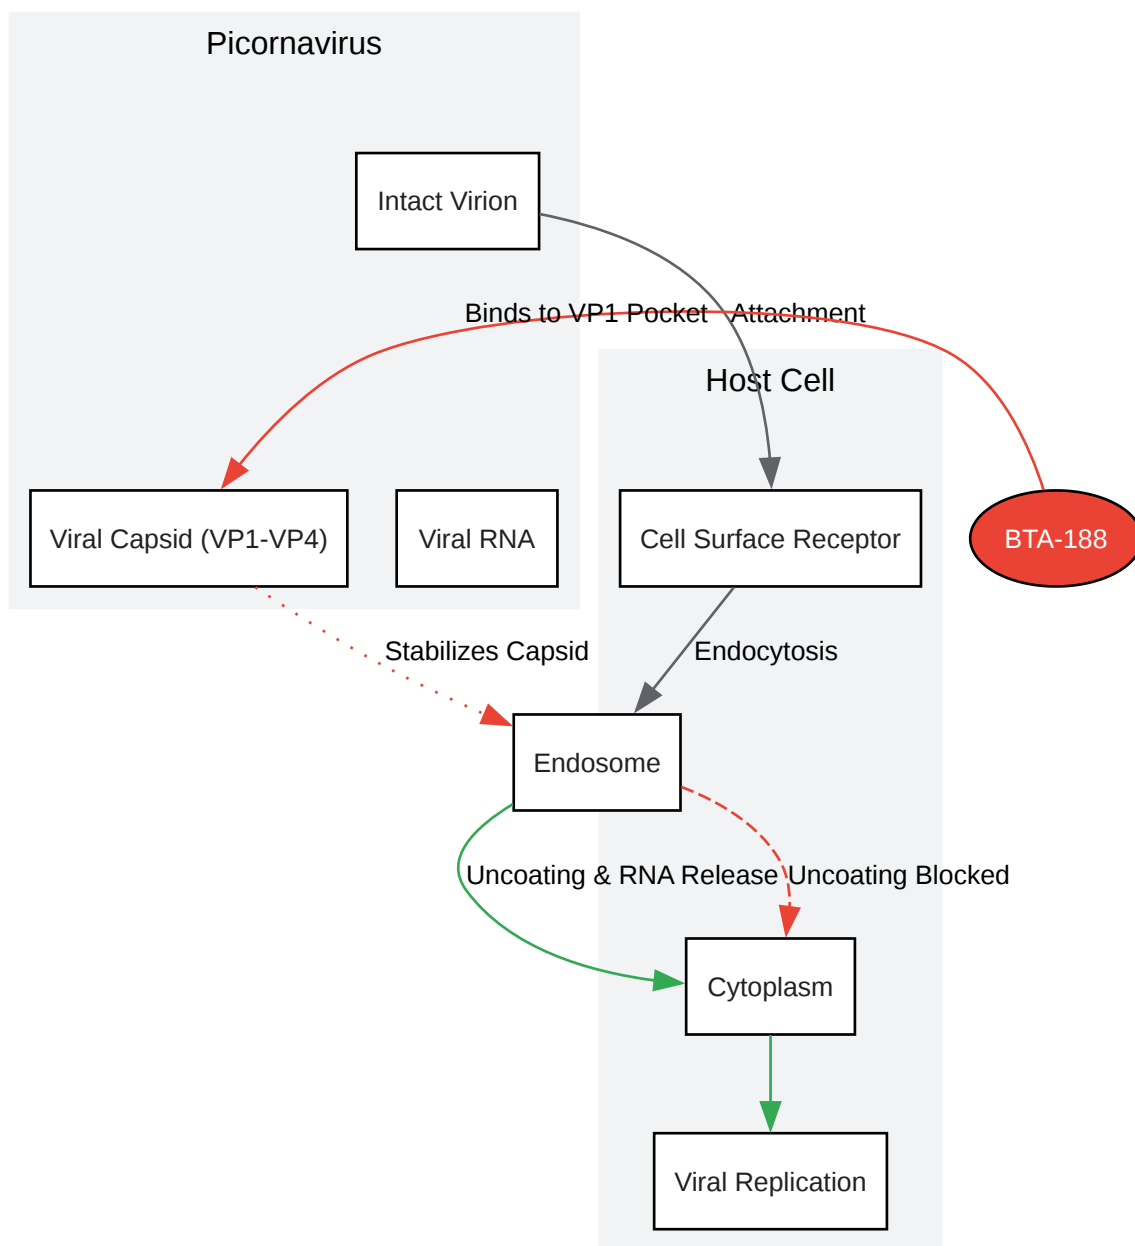 Picornavirus
Intact Virion
Binds to VP1 Pocket
Attachment
Host Cell
Viral Capsid (VP1-VP4)
Viral RNA
Cell Surface Receptor
BTA-188
Stabilizes Capsid
Endocytosis
Endosome
Uncoating & RNA Release
Uncoating Blocked
Cytoplasm
Viral Replication